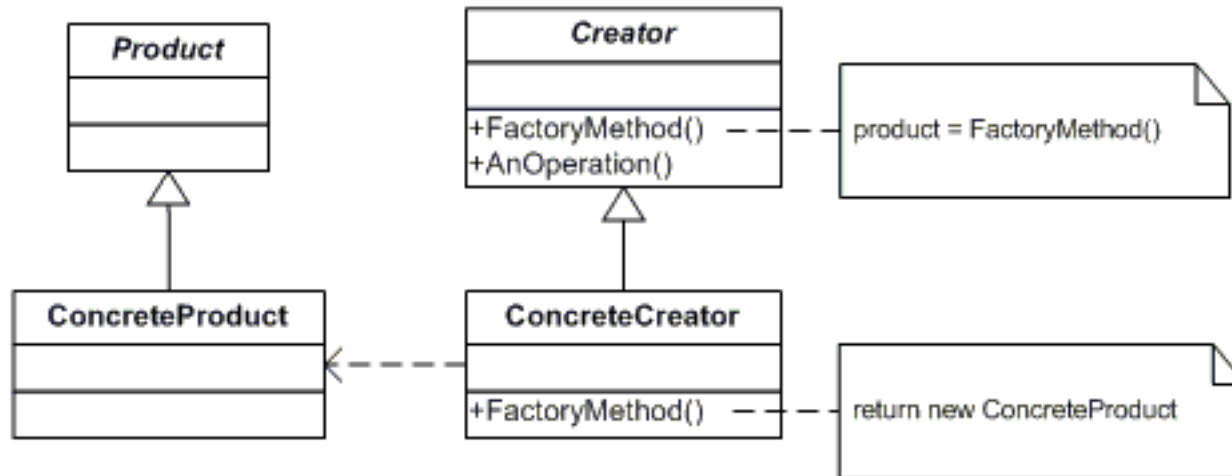 Product
Creator
+FactoryMethod()
+AnOperation()
product = FactoryMethod()
ConcreteProduct
ConcreteCreator
+FactoryMethod()
return new ConcreteProduct